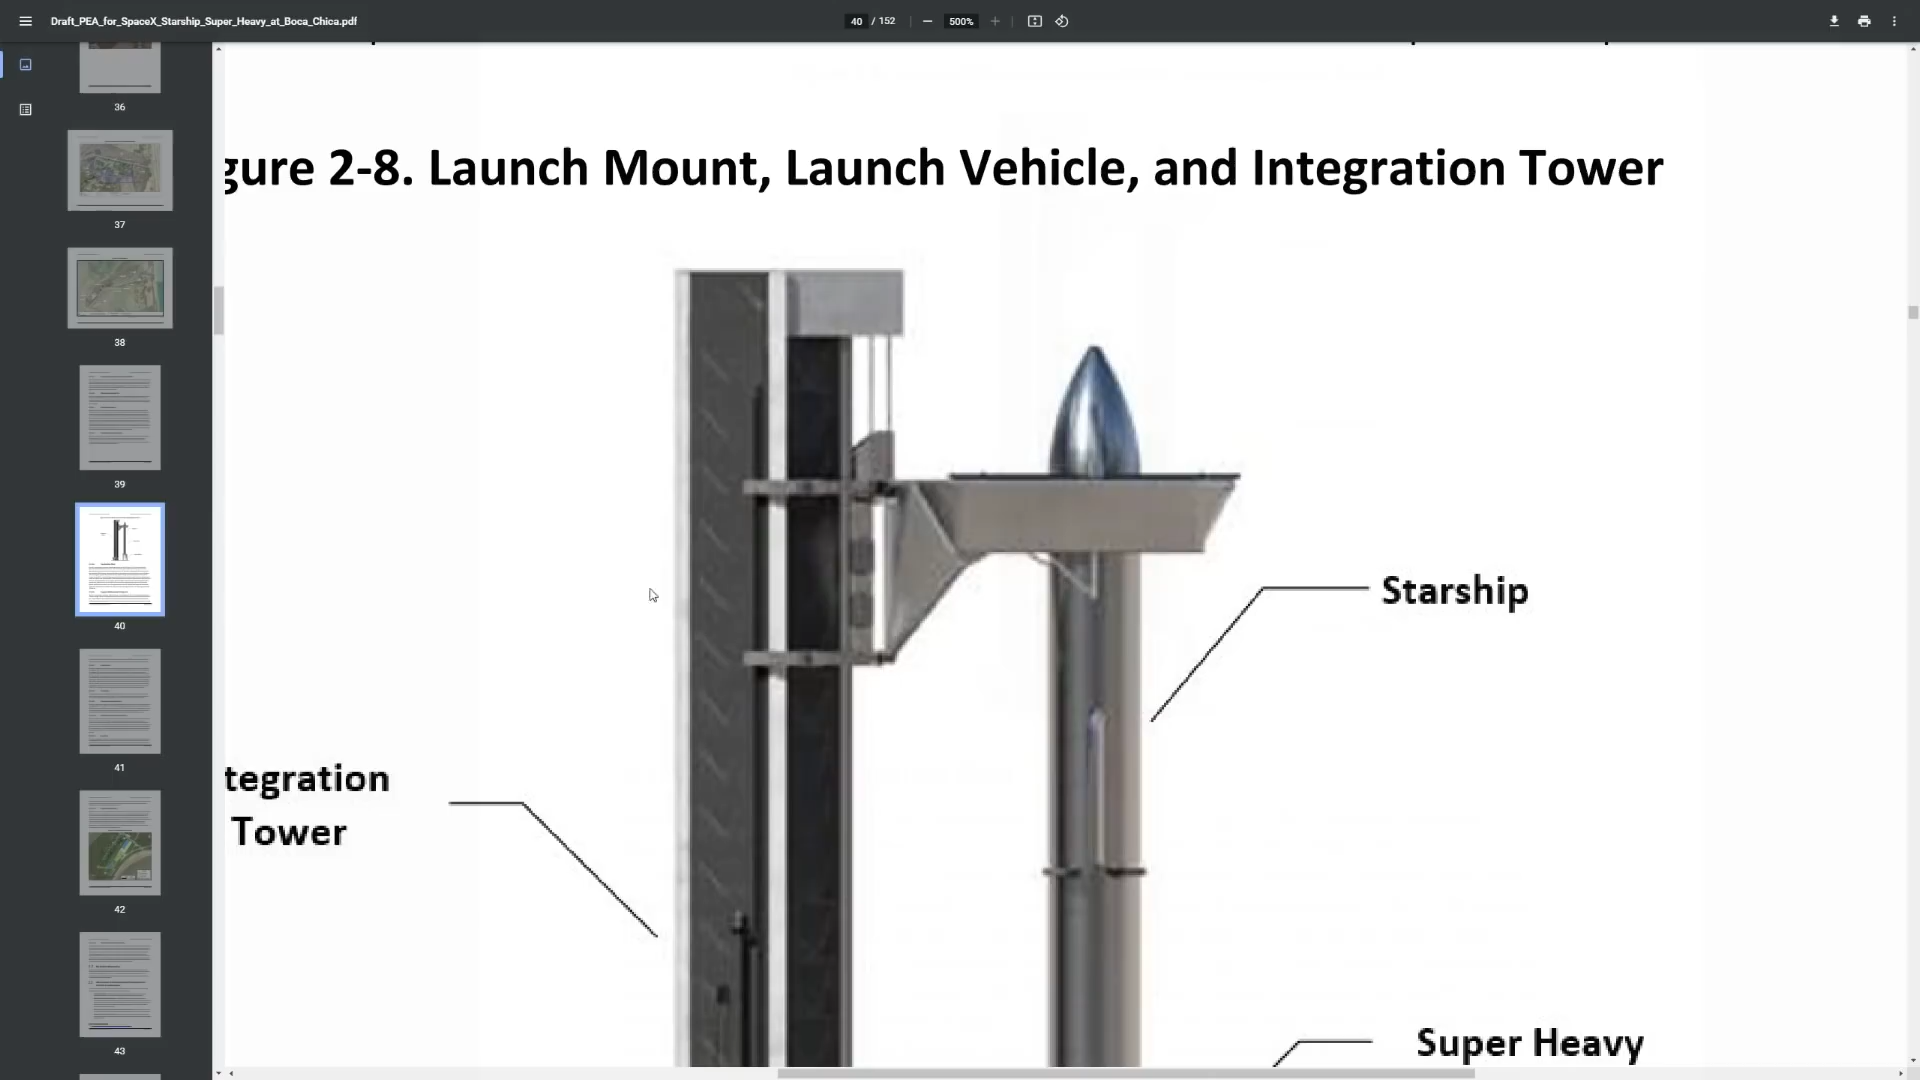 Draft_PEA_for_SpaceX_Starship_Super_Heavy_at_Boca_Chica.pdf
40 / 152
500%
36
37
38
39
40
41
42
43
gure 2-8. Launch Mount, Launch Vehicle, and Integration Tower
Starship
tegration
Tower
Super Heavy